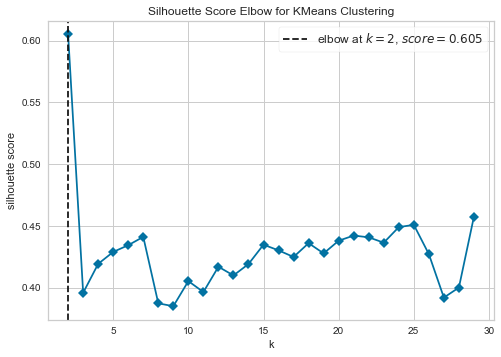 Silhouette Score Elbow for KMeans Clustering
elbow at k = 2, score = 0.605
silhouette score
0.60
0.55
0.50
0.45
0.40
5
10
15
20
25
30
k